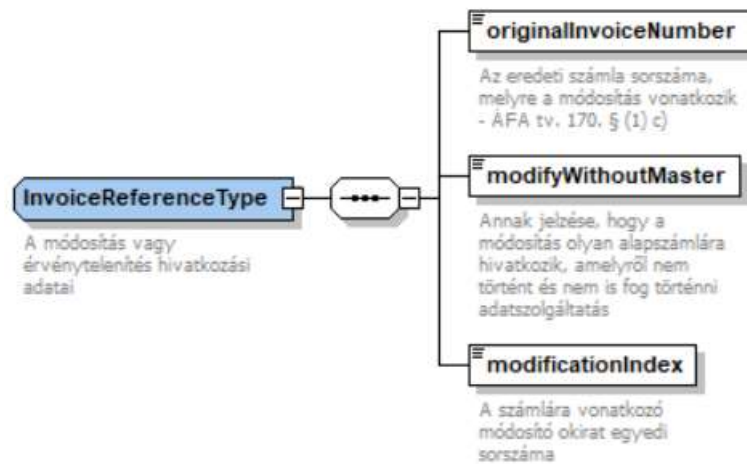 originalInvoiceNumber
Az eredeti számla sorszáma,
melyre a módosítás vonatkozik
- ÁFA tv. 170. § (1) c)
InvoiceReferenceType
A módosítás vagy
érvénytelenítés hivatkozási
adatai
modifyWithoutMaster
Annak jelzése, hogy a
módosítás olyan alapszámlára
hivatkozik, amelyről nem
történt és nem is fog történni
adatszolgáltatás
modificationIndex
A számlára vonatkozó
módosító okirat egyedi
sorszáma